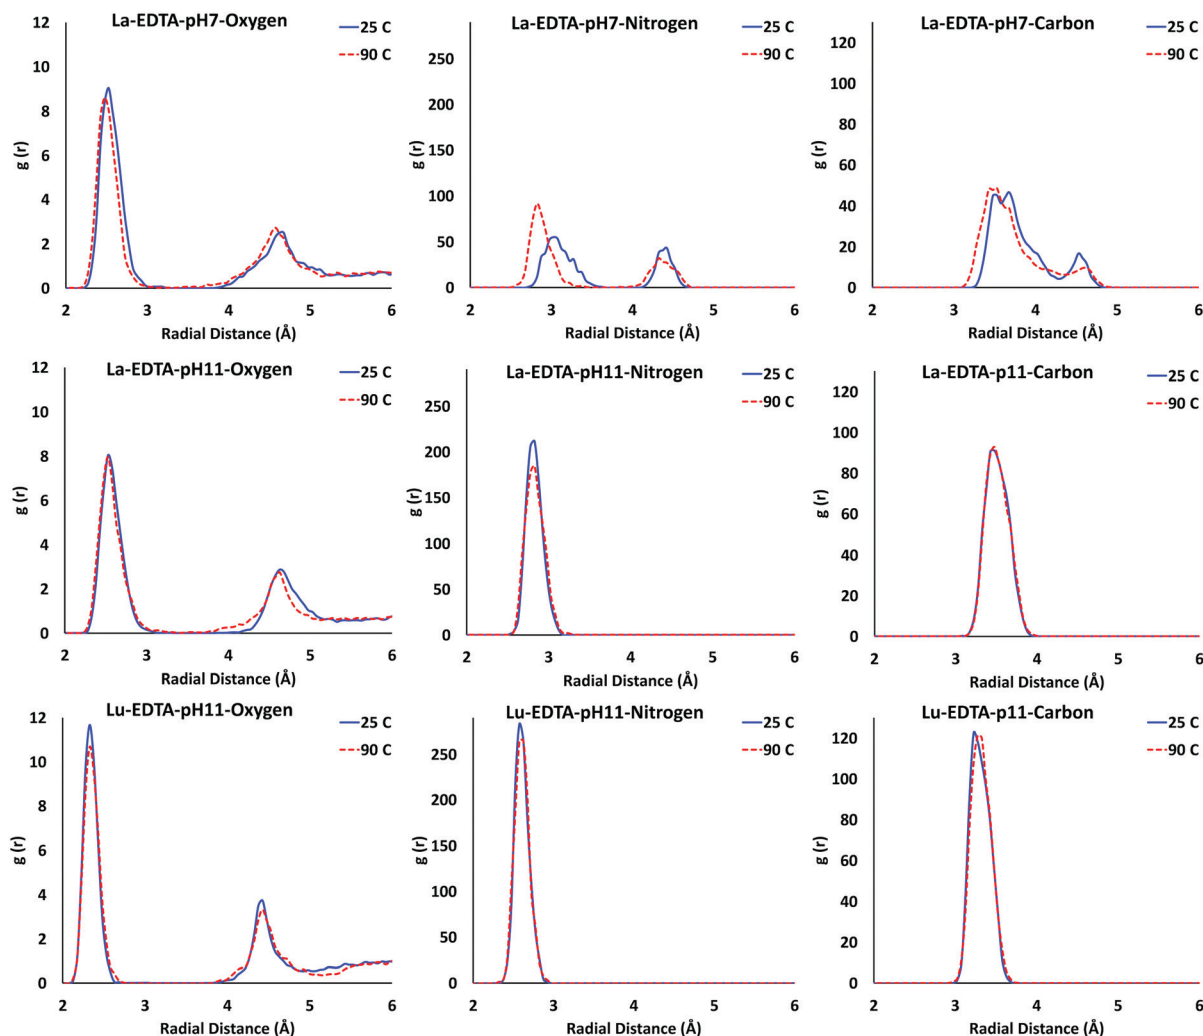 La-EDTA-pH7-Oxygen
25 C
90 C
12
10
8
6
4
2
0
g (r)
2 3 4 5 6
Radial Distance (Å)
La-EDTA-pH7-Nitrogen
25 C
90 C
250
200
150
100
50
0
g (r)
2 3 4 5 6
Radial Distance (Å)
La-EDTA-pH7-Carbon
25 C
90 C
120
100
80
60
40
20
0
g (r)
2 3 4 5 6
Radial Distance (Å)
La-EDTA-pH11-Oxygen
25 C
90 C
12
10
8
6
4
2
0
g (r)
2 3 4 5 6
Radial Distance (Å)
La-EDTA-pH11-Nitrogen
25 C
90 C
250
200
150
100
50
0
g (r)
2 3 4 5 6
Radial Distance (Å)
La-EDTA-p11-Carbon
25 C
90 C
120
100
80
60
40
20
0
g (r)
2 3 4 5 6
Radial Distance (Å)
Lu-EDTA-pH11-Oxygen
25 C
90 C
12
10
8
6
4
2
0
g (r)
2 3 4 5 6
Radial Distance (Å)
Lu-EDTA-pH11-Nitrogen
25 C
90 C
250
200
150
100
50
0
g (r)
2 3 4 5 6
Radial Distance (Å)
Lu-EDTA-p11-Carbon
25 C
90 C
120
100
80
60
40
20
0
g (r)
2 3 4 5 6
Radial Distance (Å)